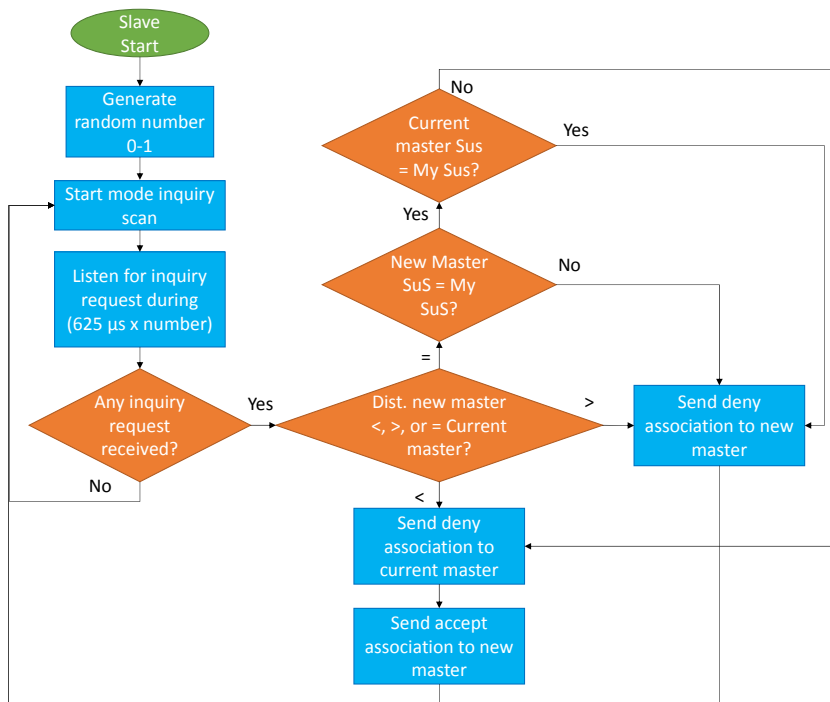 Slave
Start
Generate
random number
0-1
Start mode inquiry
scan
Listen for inquiry
request during
(625 µs x number)
Any inquiry
request
received?
Yes
No
Dist. new master
<, >, or = Current
master?
=
>
<
New Master
SuS = My
SuS?
Yes
No
Current
master Sus
= My Sus?
No
Yes
Send deny
association to new
master
Send deny
association to
current master
Send accept
association to new
master